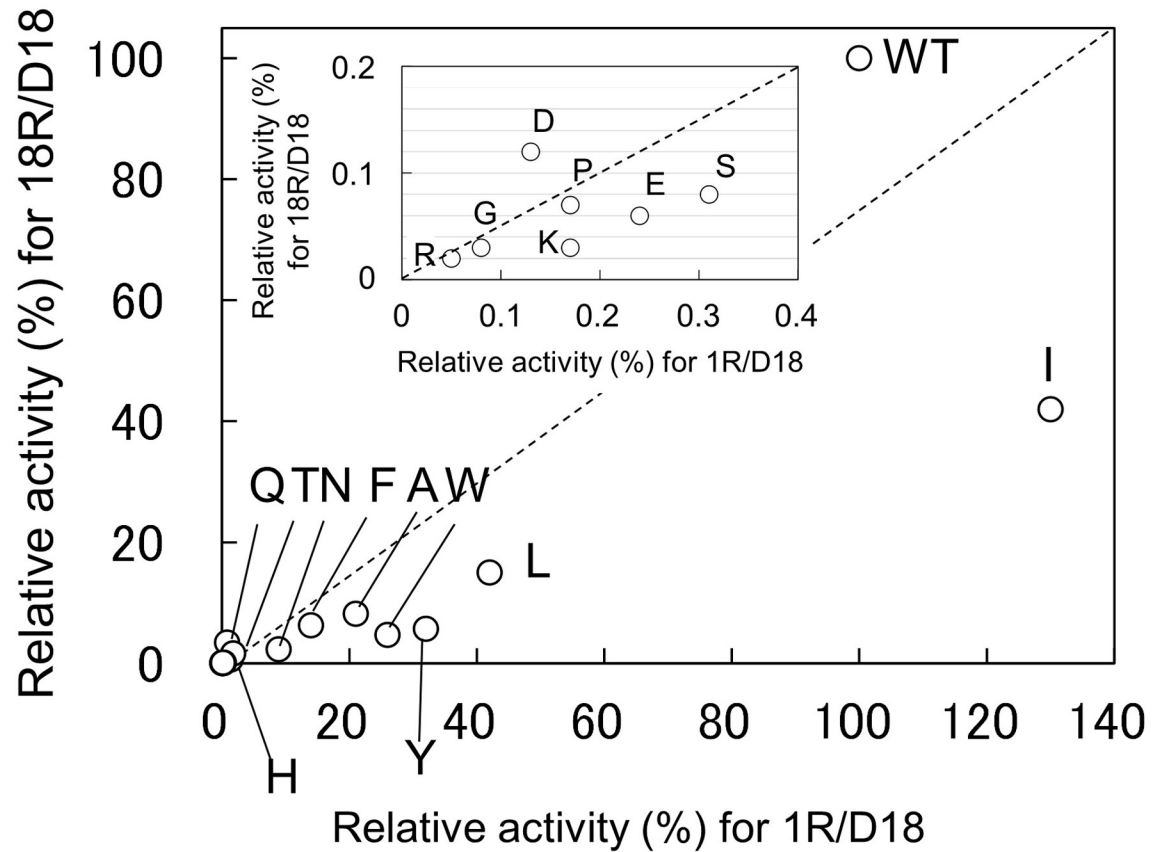 Relative activity (%) for 18R/D18
100
80
60
40
20
0
WT
I
Q T N F A W
L
H
Y
0 20 40 60 80 100 120 140
Relative activity (%) for 1R/D18
Relative activity (%)
for 18R/D18
0.2
0.1
0
D
P
E
S
G
K
R
0 0.1 0.2 0.3 0.4
Relative activity (%) for 1R/D18